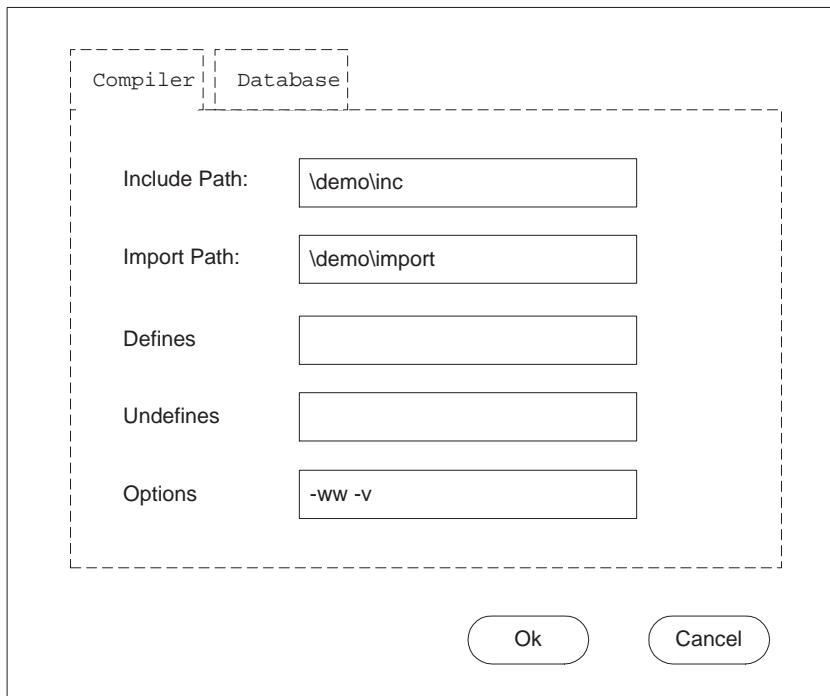 Compiler Database
Include Path: \demo\inc
Import Path: \demo\import
Defines
Undefines
Options -ww -v
Ok Cancel